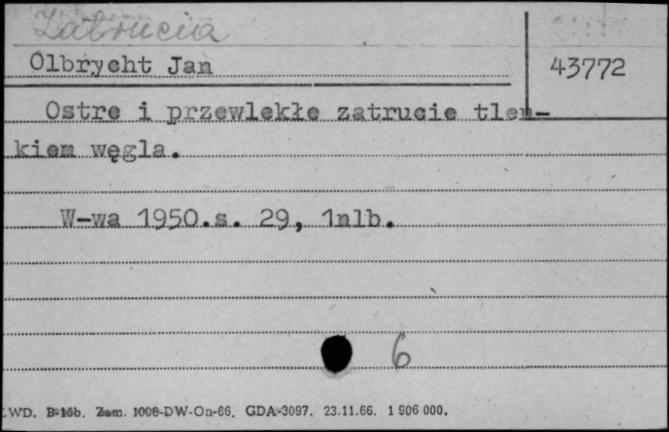 Zatrucia
Olbrycht Jan 43772
Ostre i przewlekłe zatrucie tlen-
kiem węgla.
W-wa 1950.s. 29, 1nlb.
6
LWD. B-16b. Zam. 1008-DW-On-66. GDA-3097. 23.11.66. 1 906 000.